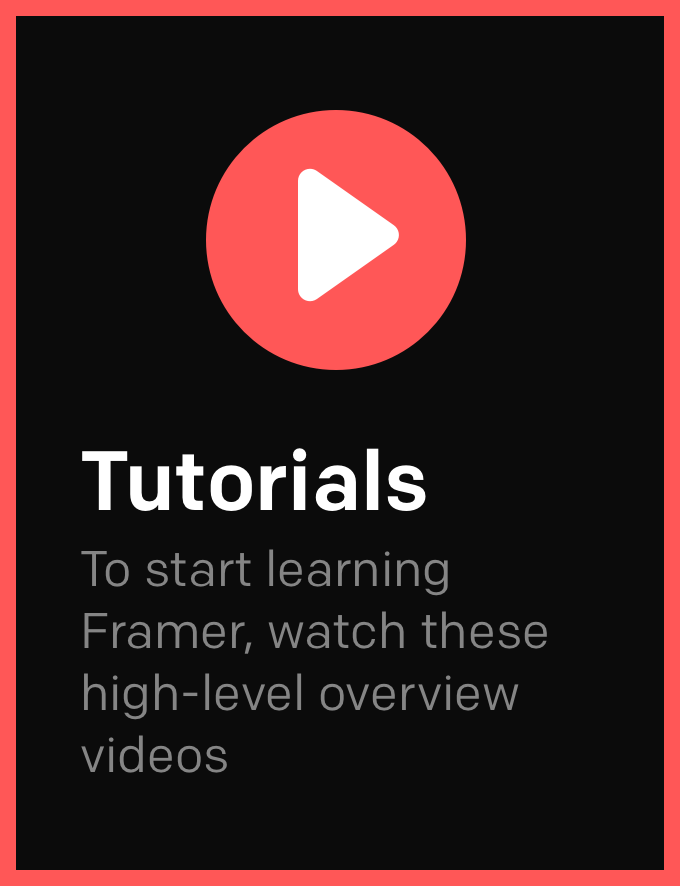 Tutorials
To start learning
Framer, watch these
high-level overview
videos